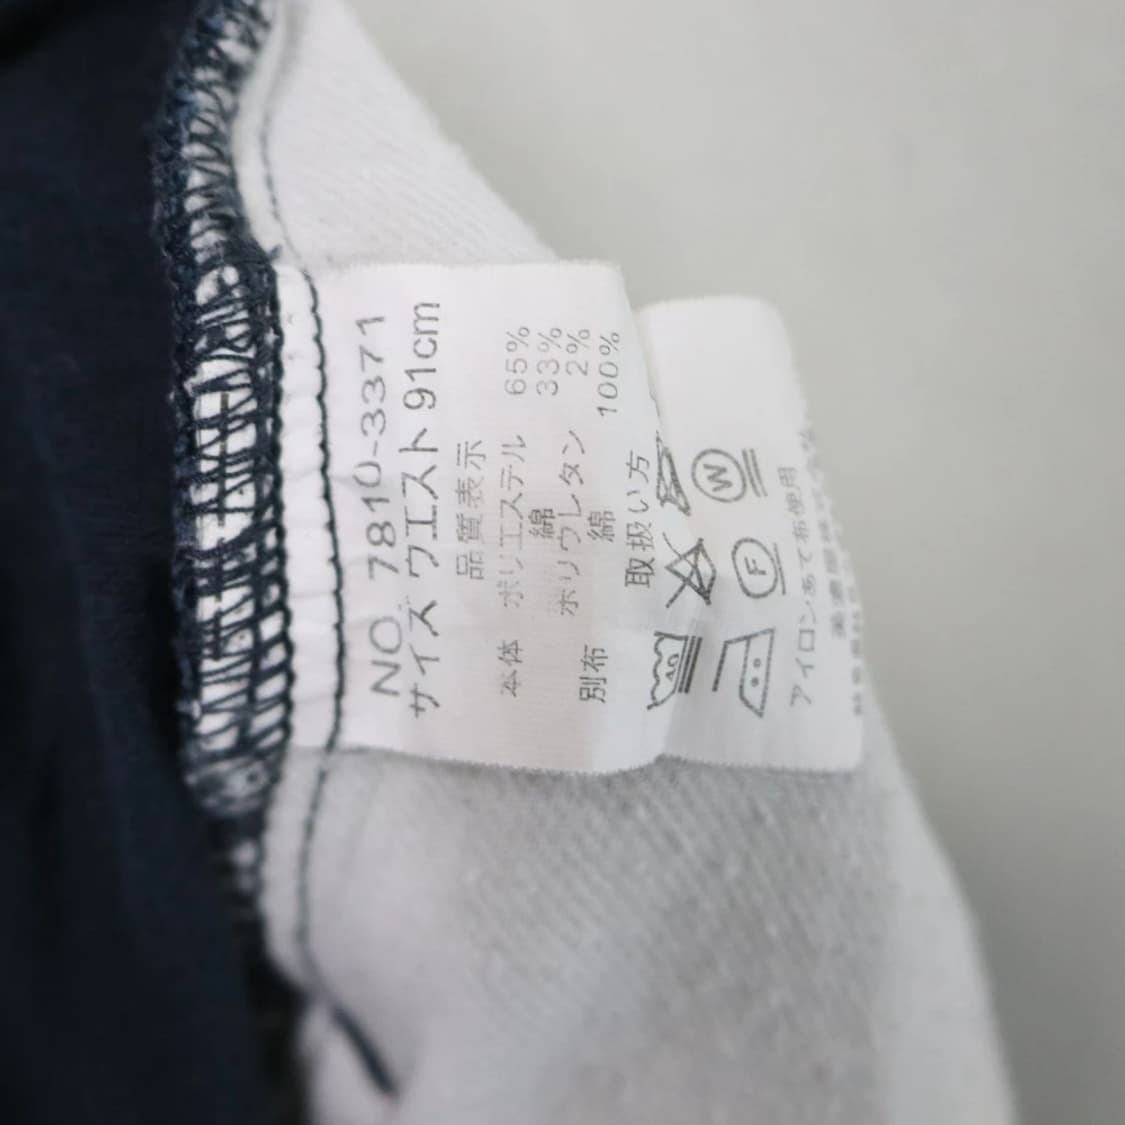 NO 7810-3371
サイズ ウエスト 91cm
品質表示
本体 ポリエステル 65%
綿 33%
ポリウレタン 2%
別布 綿 100%
取扱い方
40
F W
アイロンあて布使用